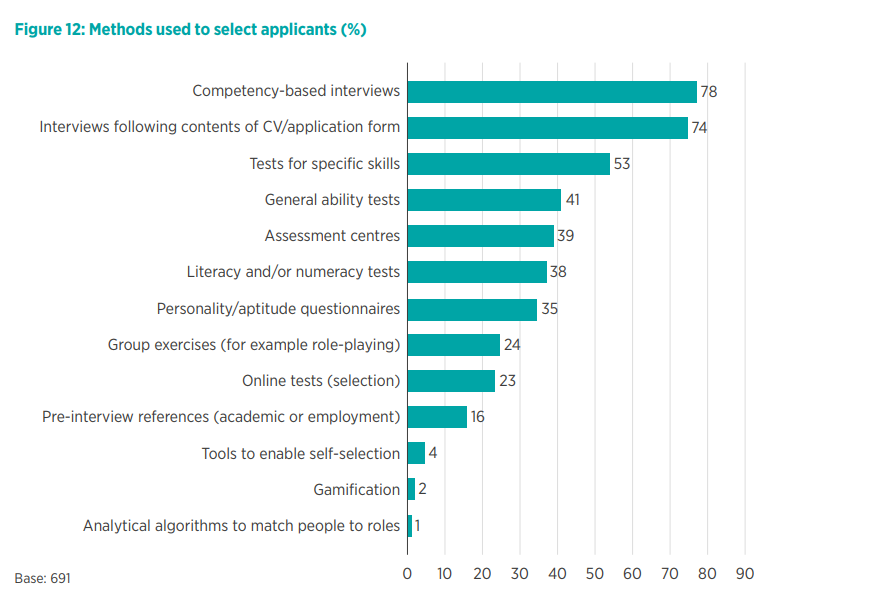 Figure 12: Methods used to select applicants (%)
Competency-based interviews 78
Interviews following contents of CV/application form 74
Tests for specific skills 53
General ability tests 41
Assessment centres 39
Literacy and/or numeracy tests 38
Personality/aptitude questionnaires 35
Group exercises (for example role-playing) 24
Online tests (selection) 23
Pre-interview references (academic or employment) 16
Tools to enable self-selection 4
Gamification 2
Analytical algorithms to match people to roles 1
0 10 20 30 40 50 60 70 80 90
Base: 691